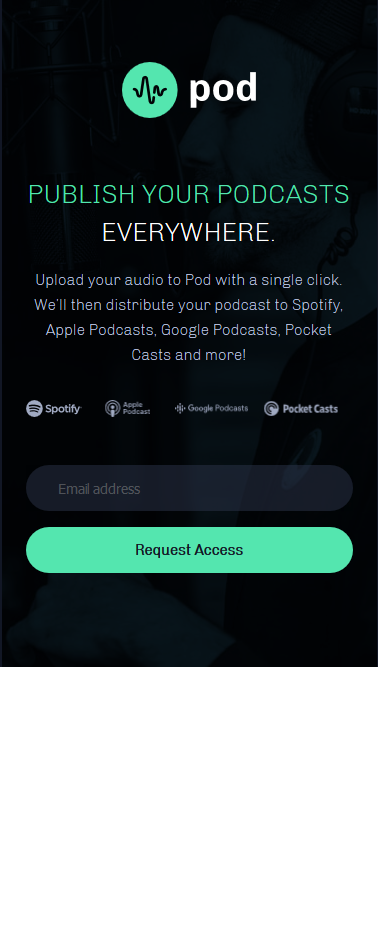 pod
PUBLISH YOUR PODCASTS
EVERYWHERE.
Upload your audio to Pod with a single click.
We’ll then distribute your podcast to Spotify,
Apple Podcasts, Google Podcasts, Pocket
Casts and more!
Spotify
Apple
Podcast
Google Podcasts
Pocket Casts
Email address
Request Access